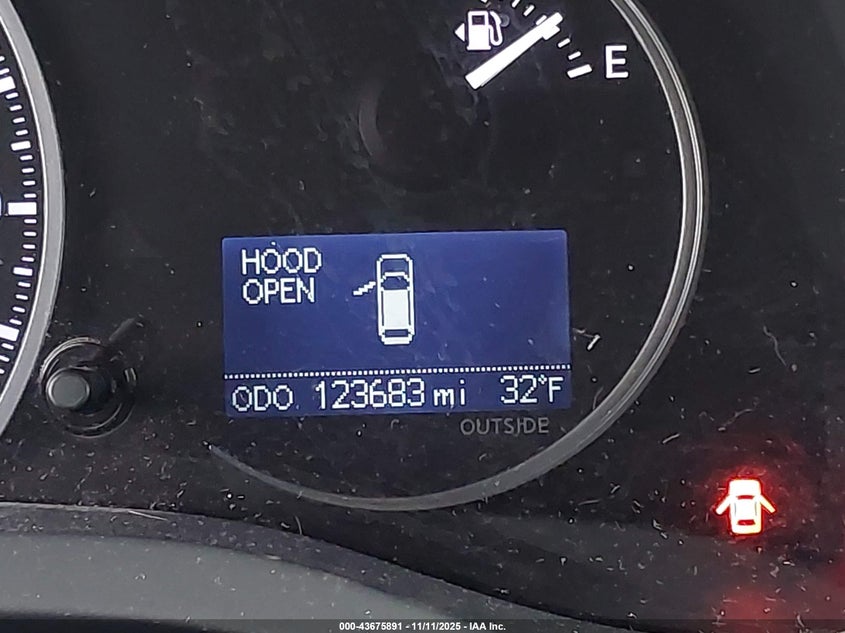 E
HOOD
OPEN
ODO 123683 mi 32°F
OUTSIDE
000-43675891 - 11/11/2025 - IAA Inc.